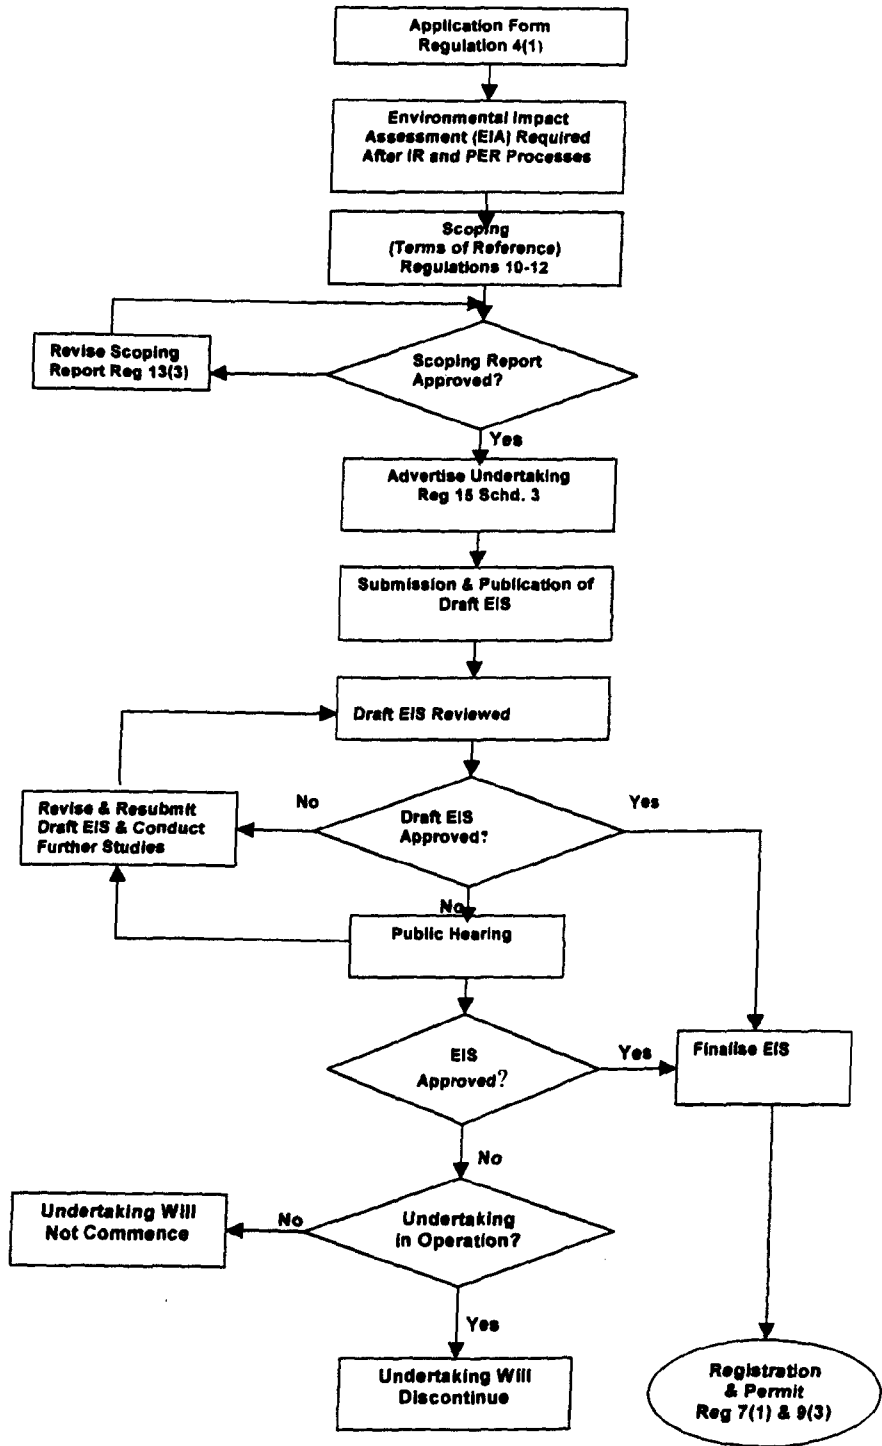 Application Form
Regulation 4(1)
Environmental Impact
Assessment (EIA) Required
After IR and PER Processes
Scoping
(Terms of Reference)
Regulations 10-12
Revise Scoping
Report Reg 13(3)
Scoping Report
Approved?
Yes
Advertise Undertaking
Reg 15 Schd. 3
Submission & Publication of
Draft EIS
Draft EIS Reviewed
Revise & Resubmit
Draft EIS & Conduct
Further Studies
No
Draft EIS
Approved?
Yes
No
Public Hearing
EIS
Approved?
Yes
Finalise EIS
No
Undertaking Will
Not Commence
No
Undertaking
in Operation?
Yes
Undertaking Will
Discontinue
Registration
& Permit
Reg 7(1) & 9(3)